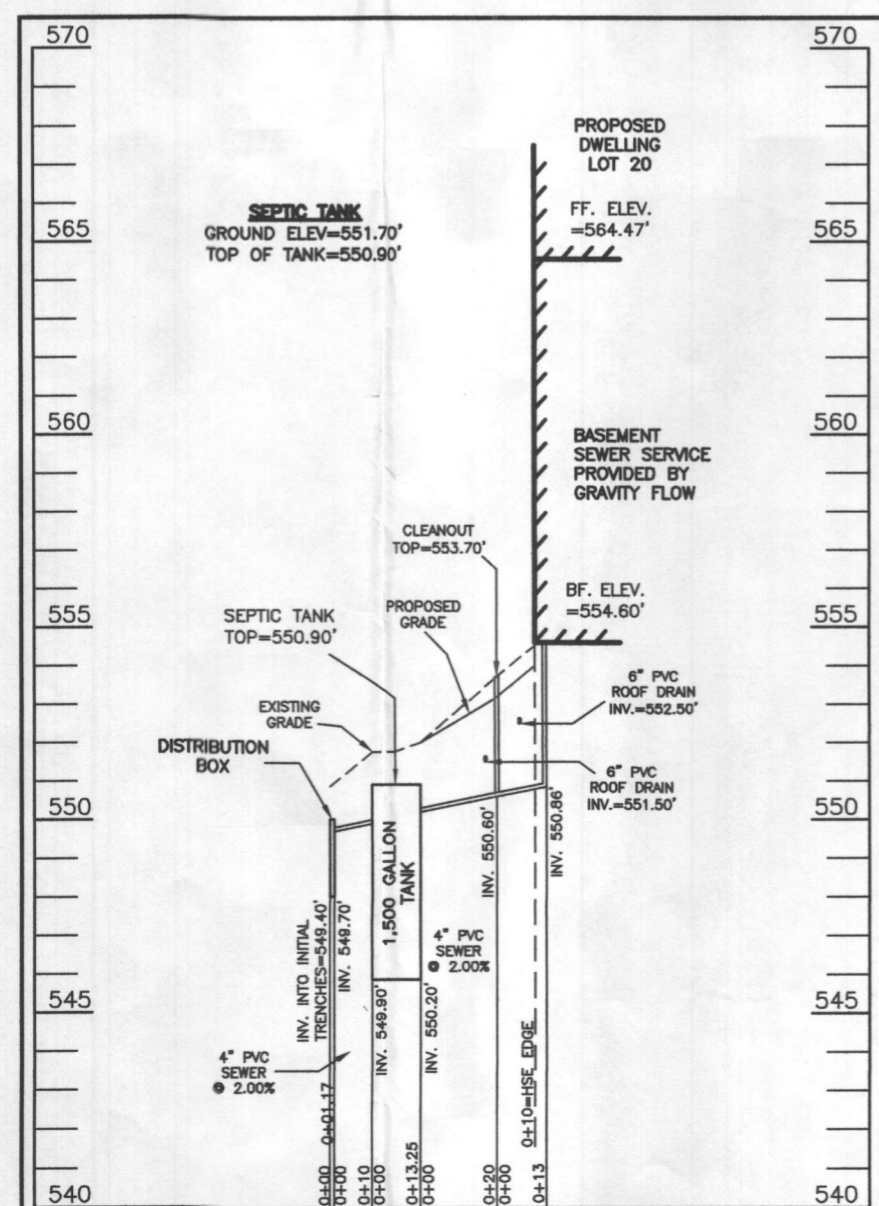 570
570
PROPOSED
DWELLING
LOT 20
SEPTIC TANK
GROUND ELEV=551.70'
TOP OF TANK=550.90'
FF. ELEV.
=564.47'
565
565
560
560
BASEMENT
SEWER SERVICE
PROVIDED BY
GRAVITY FLOW
CLEANOUT
TOP=553.70'
BF. ELEV.
=554.60'
555
555
SEPTIC TANK
TOP=550.90'
PROPOSED
GRADE
EXISTING
GRADE
6" PVC
ROOF DRAIN
INV.=552.50'
DISTRIBUTION
BOX
6" PVC
ROOF DRAIN
INV.=551.50'
550
550
1,500 GALLON
TANK
INV. 550.60'
INV. 550.86'
INV. INTO INITIAL
TRENCHES=549.40'
INV. 549.70'
4" PVC
SEWER
@ 2.00%
545
545
INV. 549.90'
INV. 550.20'
4" PVC
SEWER
@ 2.00%
0+10=HSE EDGE
0+00
0+01.17
0+00
0+10
0+00
0+13.25
0+00
0+20
0+00
0+13
540
540